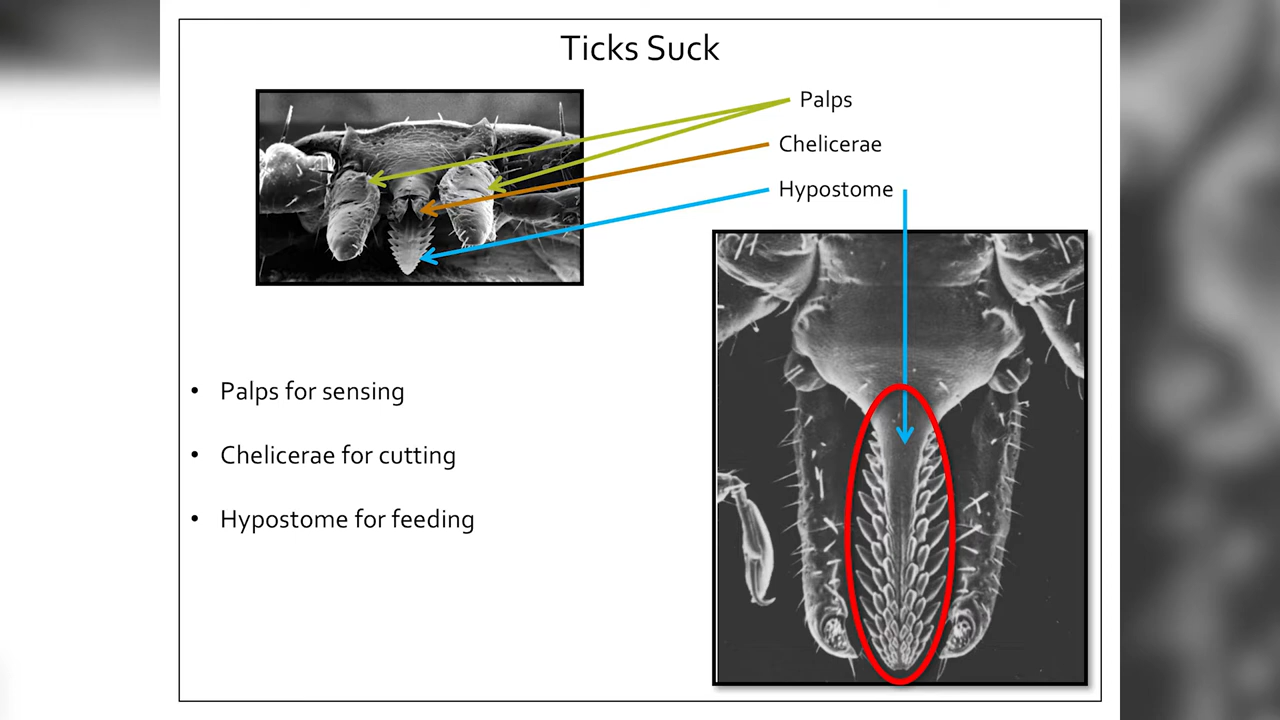 Ticks Suck
Palps
Chelicerae
Hypostome
• Palps for sensing
• Chelicerae for cutting
• Hypostome for feeding